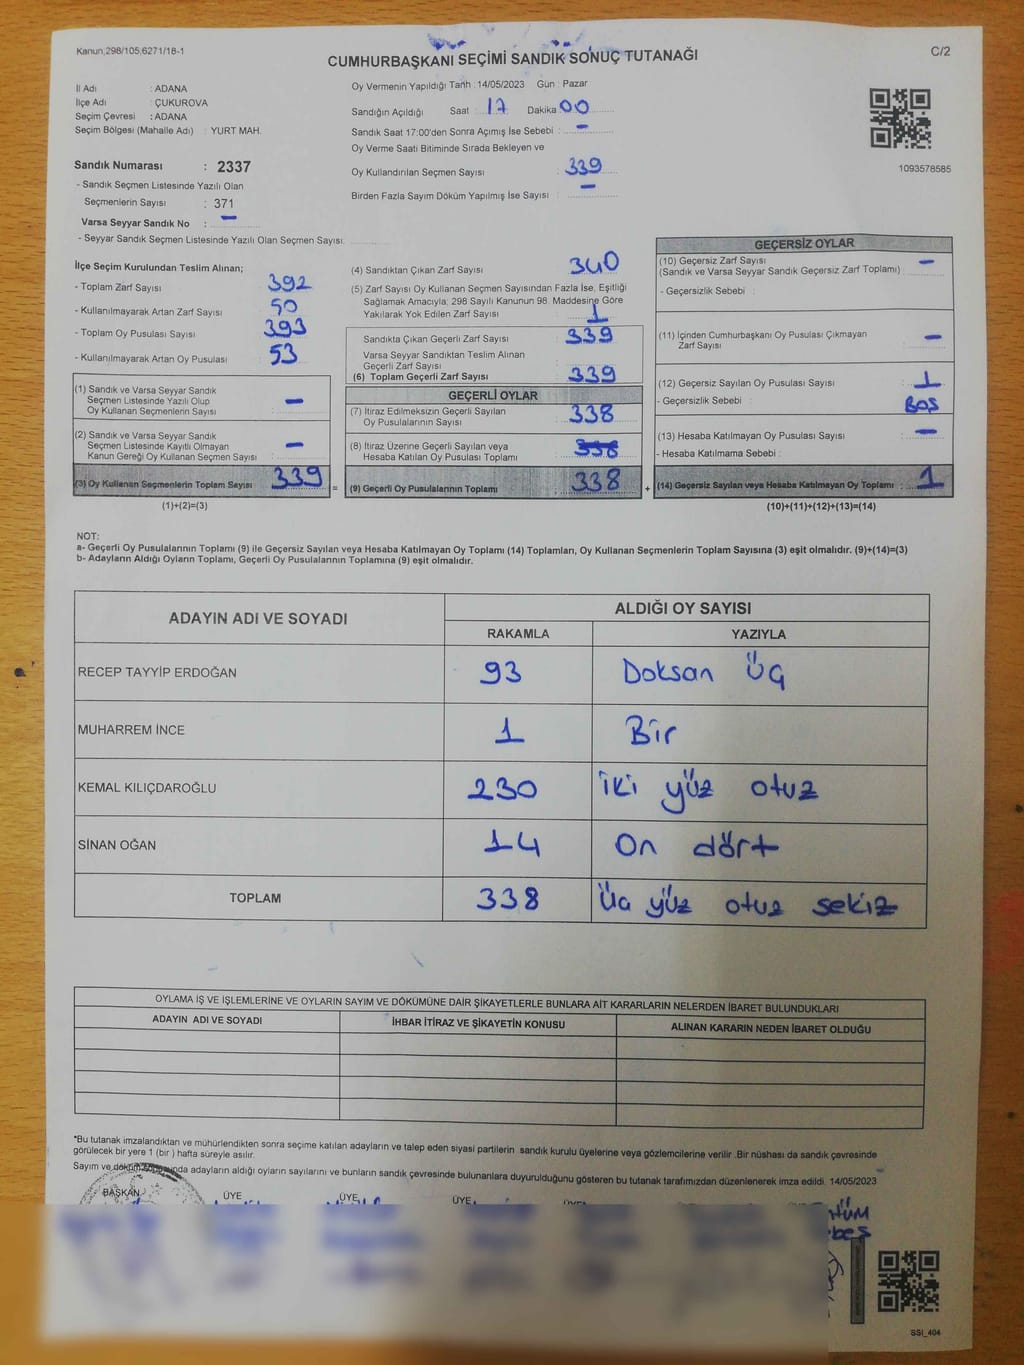 Kanun,298/105,6271/18-1
C/2
CUMHURBAŞKANI SEÇİMİ SANDIK SONUÇ TUTANAĞI
İl Adı : ADANA
İlçe Adı : ÇUKUROVA
Seçim Çevresi : ADANA
Seçim Bölgesi (Mahalle Adı) : YURT MAH.
Sandık Numarası : 2337
- Sandık Seçmen Listesinde Yazılı Olan
Seçmenlerin Sayısı : 371
Varsa Seyyar Sandık No : -
- Seyyar Sandık Seçmen Listesinde Yazılı Olan Seçmen Sayısı:
Oy Vermenin Yapıldığı Tarih : 14/05/2023 Gün : Pazar
Sandığın Açıldığı Saat : 17 Dakika 00
Sandık Saat 17:00'den Sonra Açımış İse Sebebi : -
Oy Verme Saati Bitiminde Sırada Bekleyen ve
Oy Kullandırılan Seçmen Sayısı : 339
Birden Fazla Sayım Döküm Yapılmış İse Sayısı : -
1093578585
İlçe Seçim Kurulundan Teslim Alınan;
- Toplam Zarf Sayısı 392
- Kullanılmayarak Artan Zarf Sayısı 50
- Toplam Oy Pusulası Sayısı 393
- Kullanılmayarak Artan Oy Pusulası 53
(1) Sandık ve Varsa Seyyar Sandık
Seçmen Listesinde Yazılı Olup
Oy Kullanan Seçmenlerin Sayısı : -
(2) Sandık ve Varsa Seyyar Sandık
Seçmen Listesinde Kayıtlı Olmayan
Kanun Gereği Oy Kullanan Seçmen Sayısı : -
(3) Oy Kullanan Seçmenlerin Toplam Sayısı 339
(1)+(2)=(3)
(4) Sandıktan Çıkan Zarf Sayısı 340
(5) Zarf Sayısı Oy Kullanan Seçmen Sayısından Fazla İse, Eşitliği
Sağlamak Amacıyla; 298 Sayılı Kanunun 98. Maddesine Göre
Yakılarak Yok Edilen Zarf Sayısı : 1
Sandıkta Çıkan Geçerli Zarf Sayısı : 339
Varsa Seyyar Sandıktan Teslim Alınan
Geçerli Zarf Sayısı :
(6) Toplam Geçerli Zarf Sayısı 339
GEÇERLİ OYLAR
(7) İtiraz Edilmeksizin Geçerli Sayılan
Oy Pusulalarının Sayısı : 338
(8) İtiraz Üzerine Geçerli Sayılan veya
Hesaba Katılan Oy Pusulası Toplamı : 338
= (9) Geçerli Oy Pusulalarının Toplamı 338
GEÇERSİZ OYLAR
(10) Geçersiz Zarf Sayısı -
(Sandık ve Varsa Seyyar Sandık Geçersiz Zarf Toplamı)
- Geçersizlik Sebebi :
(11) İçinden Cumhurbaşkanı Oy Pusulası Çıkmayan
Zarf Sayısı -
(12) Geçersiz Sayılan Oy Pusulası Sayısı : 1
- Geçersizlik Sebebi : BOŞ
(13) Hesaba Katılmayan Oy Pusulası Sayısı : -
- Hesaba Katılmama Sebebi :
+ (14) Geçersiz Sayılan veya Hesaba Katılmayan Oy Toplamı : 1
(10)+(11)+(12)+(13)=(14)
NOT:
a- Geçerli Oy Pusulalarının Toplamı (9) ile Geçersiz Sayılan veya Hesaba Katılmayan Oy Toplamı (14) Toplamları, Oy Kullanan Seçmenlerin Toplam Sayısına (3) eşit olmalıdır. (9)+(14)=(3)
b- Adayların Aldığı Oyların Toplamı, Geçerli Oy Pusulalarının Toplamına (9) eşit olmalıdır.
ADAYIN ADI VE SOYADI ALDIĞI OY SAYISI
RAKAMLA YAZIYLA
RECEP TAYYİP ERDOĞAN 93 Doksan Üç
MUHARREM İNCE 1 Bir
KEMAL KILIÇDAROĞLU 230 iki yüz otuz
SİNAN OĞAN 14 On dört
TOPLAM 338 Üç yüz otuz sekiz
OYLAMA İŞ VE İŞLEMLERİNE VE OYLARIN SAYIM VE DÖKÜMÜNE DAİR ŞİKAYETLERLE BUNLARA AİT KARARLARIN NELERDEN İBARET BULUNDUKLARI
ADAYIN ADI VE SOYADI İHBAR İTİRAZ VE ŞİKAYETİN KONUSU ALINAN KARARIN NEDEN İBARET OLDUĞU
*Bu tutanak imzalandıktan ve mühürlendikten sonra seçime katılan adayların ve talep eden siyasi partilerin sandık kurulu üyelerine veya gözlemcilerine verilir .Bir nüshası da sandık çevresinde
görülecek bir yere 1 (bir ) hafta süreyle asılır.
Sayım ve döküm sonunda adayların aldığı oyların sayılarını ve bunların sandık çevresinde bulunanlara duyurulduğunu gösteren bu tutanak tarafımızdan düzenlenerek imza edildi. 14/05/2023
BAŞKAN ÜYE ÜYE ÜYE
SSI_404